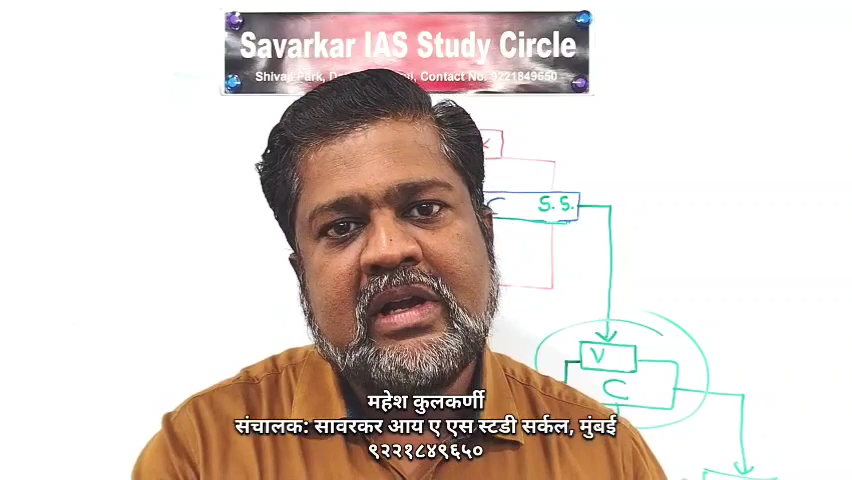 Savarkar IAS Study Circle
Shivaji Park, Contact No. 9221849650
C S. S.
V
C
महेश कुलकर्णी
संचालक: सावरकर आय ए एस स्टडी सर्कल, मुंबई
९२२१८४९६५०